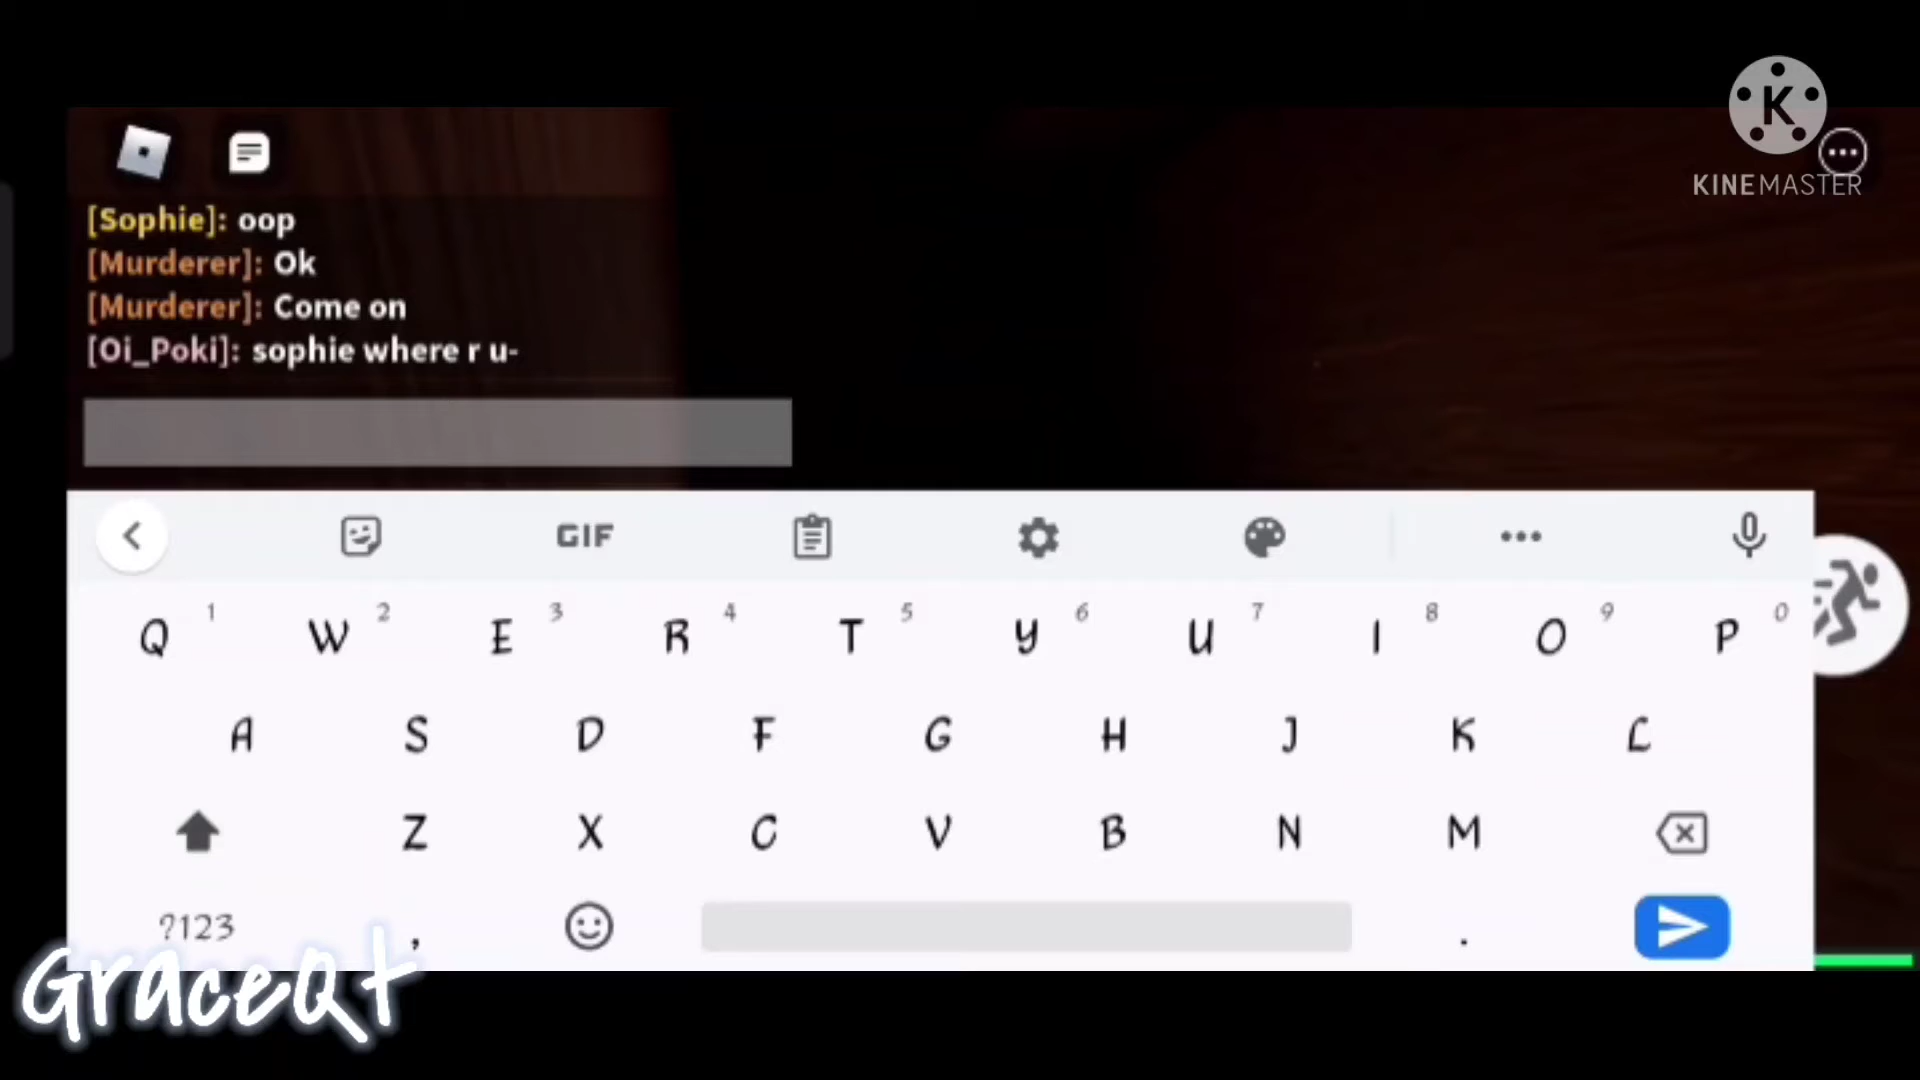 K
KINEMASTER
[Sophie]: oop
[Murderer]: Ok
[Murderer]: Come on
[Oi_Poki]: sophie where r u-
GIF
Q 1 W 2 E 3 R 4 T 5 Y 6 U 7 I 8 O 9 P 0
A S D F G H J K L
Z X C V B N M
?123 , .
GraceQt